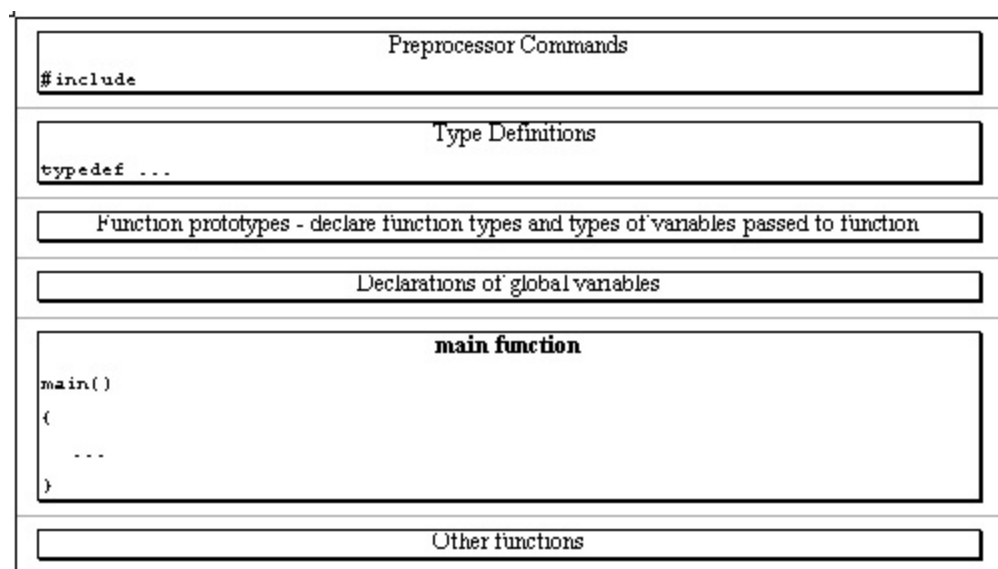 Preprocessor Commands
#include
Type Definitions
typedef ...
Function prototypes - declare function types and types of variables passed to function
Declarations of global variables
main function
main()
{
...
}
Other functions